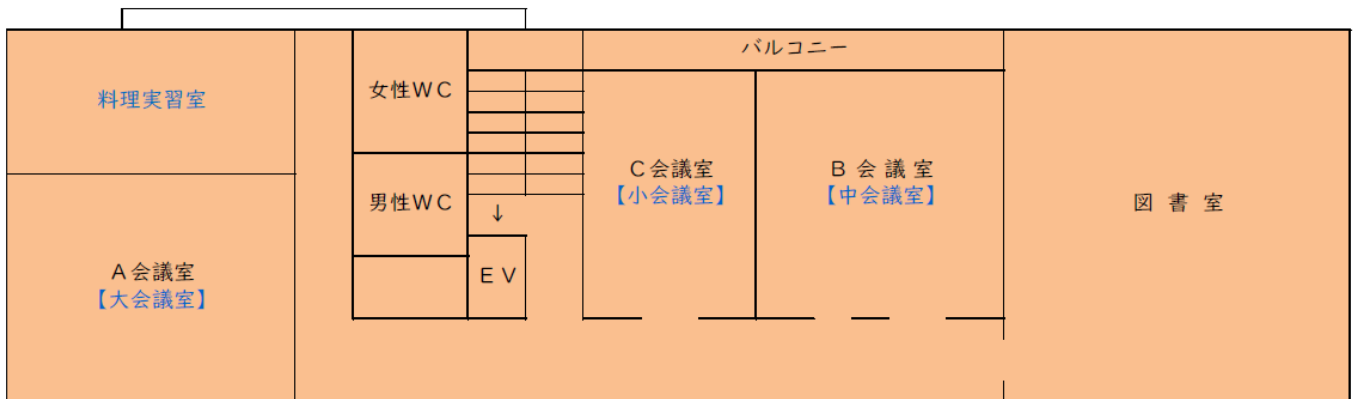 バルコニー
料理実習室
女性ＷＣ
男性ＷＣ
↓
ＥＶ
Ｃ会議室
【小会議室】
Ｂ会議室
【中会議室】
図書室
Ａ会議室
【大会議室】